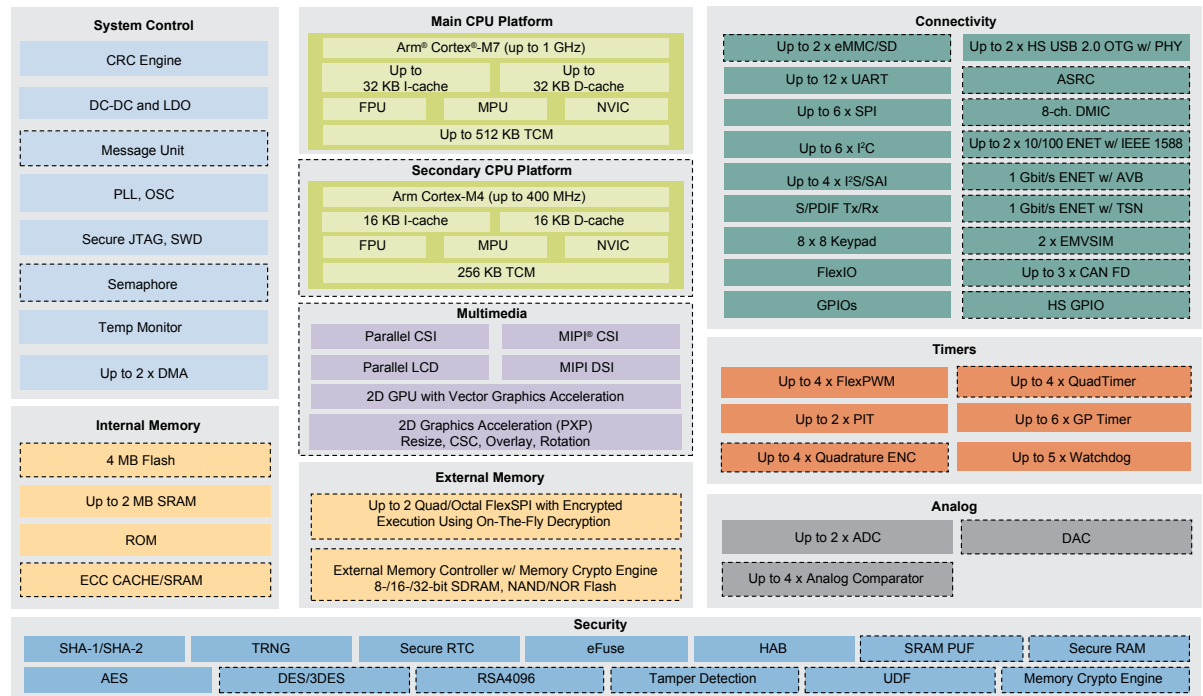 System Control
CRC Engine
DC-DC and LDO
Message Unit
PLL, OSC
Secure JTAG, SWD
Semaphore
Temp Monitor
Up to 2 x DMA
Internal Memory
4 MB Flash
Up to 2 MB SRAM
ROM
ECC CACHE/SRAM
Main CPU Platform
Arm® Cortex®-M7 (up to 1 GHz)
Up to
32 KB I-cache
Up to
32 KB D-cache
FPU
MPU
NVIC
Up to 512 KB TCM
Secondary CPU Platform
Arm Cortex-M4 (up to 400 MHz)
16 KB I-cache
16 KB D-cache
FPU
MPU
NVIC
256 KB TCM
Multimedia
Parallel CSI
MIPI® CSI
Parallel LCD
MIPI DSI
2D GPU with Vector Graphics Acceleration
2D Graphics Acceleration (PXP)
Resize, CSC, Overlay, Rotation
External Memory
Up to 2 Quad/Octal FlexSPI with Encrypted
Execution Using On-The-Fly Decryption
External Memory Controller w/ Memory Crypto Engine
8-/16-/32-bit SDRAM, NAND/NOR Flash
Connectivity
Up to 2 x eMMC/SD
Up to 2 x HS USB 2.0 OTG w/ PHY
Up to 12 x UART
ASRC
Up to 6 x SPI
8-ch. DMIC
Up to 6 x I²C
Up to 2 x 10/100 ENET w/ IEEE 1588
Up to 4 x I²S/SAI
1 Gbit/s ENET w/ AVB
S/PDIF Tx/Rx
1 Gbit/s ENET w/ TSN
8 x 8 Keypad
2 x EMVSIM
FlexIO
Up to 3 x CAN FD
GPIOs
HS GPIO
Timers
Up to 4 x FlexPWM
Up to 4 x QuadTimer
Up to 2 x PIT
Up to 6 x GP Timer
Up to 4 x Quadrature ENC
Up to 5 x Watchdog
Analog
Up to 2 x ADC
DAC
Up to 4 x Analog Comparator
Security
SHA-1/SHA-2
TRNG
Secure RTC
eFuse
HAB
SRAM PUF
Secure RAM
AES
DES/3DES
RSA4096
Tamper Detection
UDF
Memory Crypto Engine